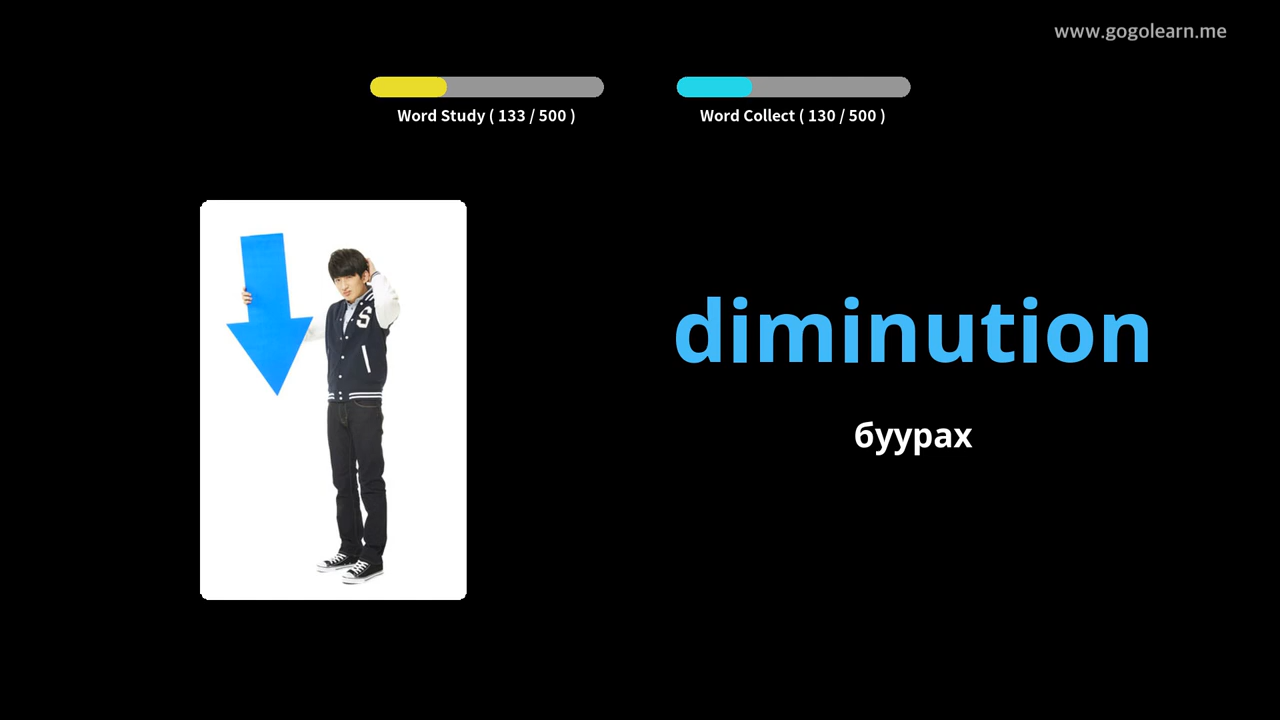 www.gogolearn.me
Word Study ( 133 / 500 )
Word Collect ( 130 / 500 )
S
diminution
буурах